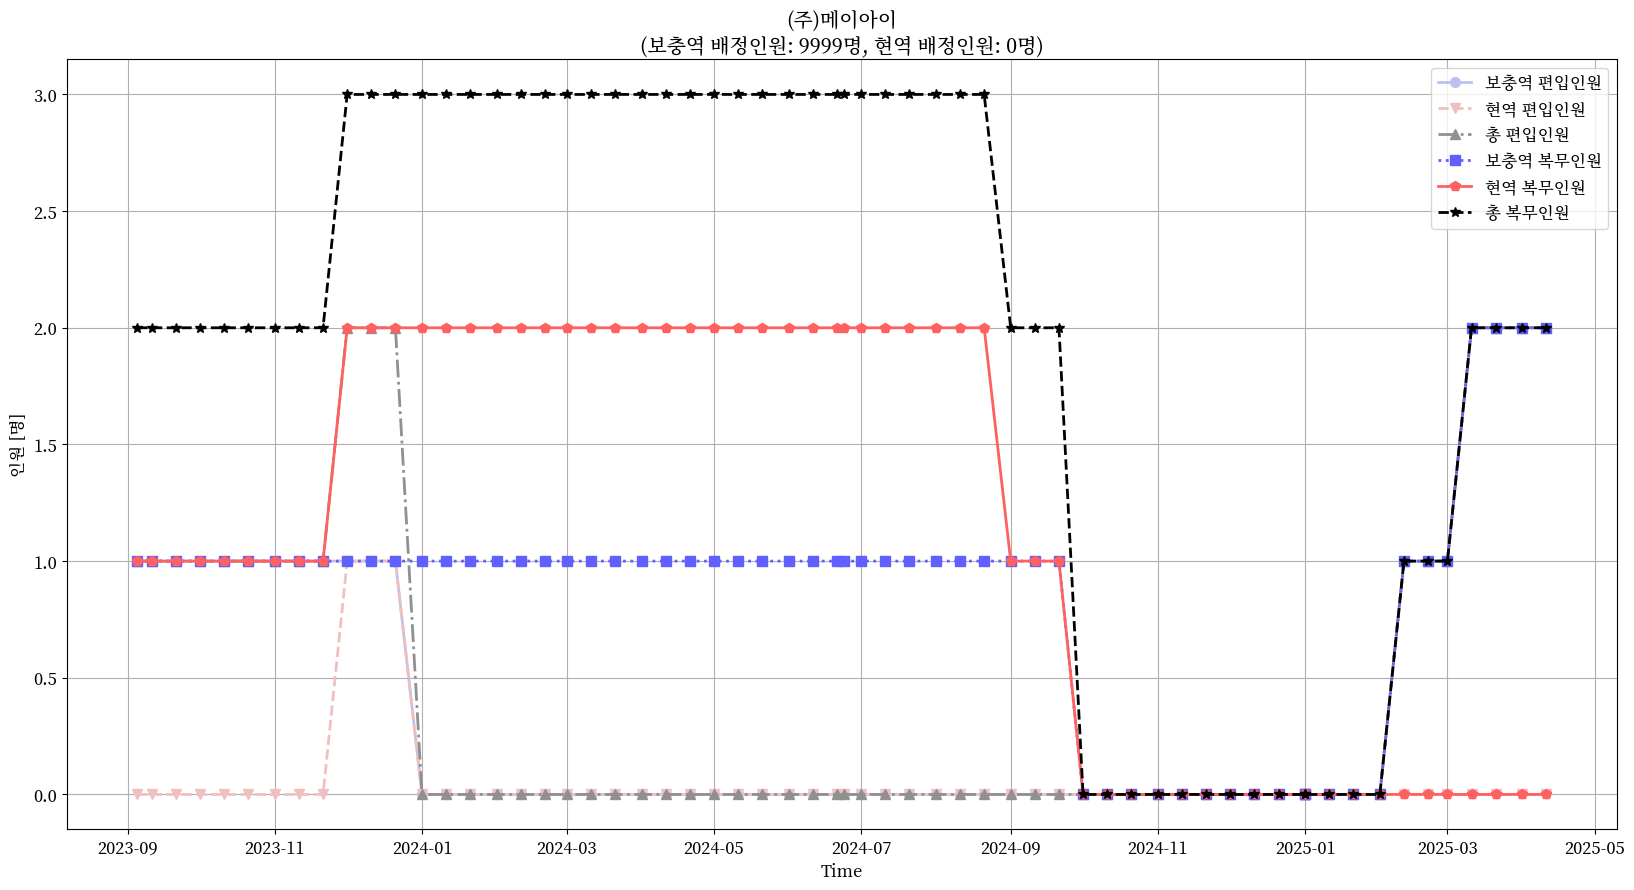 (주)메이아이
(보충역 배정인원: 9999명, 현역 배정인원: 0명)
보충역 편입인원
현역 편입인원
총 편입인원
보충역 복무인원
현역 복무인원
총 복무인원
3.0
2.5
2.0
1.5
1.0
0.5
0.0
인원 [명]
2023-09 2023-11 2024-01 2024-03 2024-05 2024-07 2024-09 2024-11 2025-01 2025-03 2025-05
Time